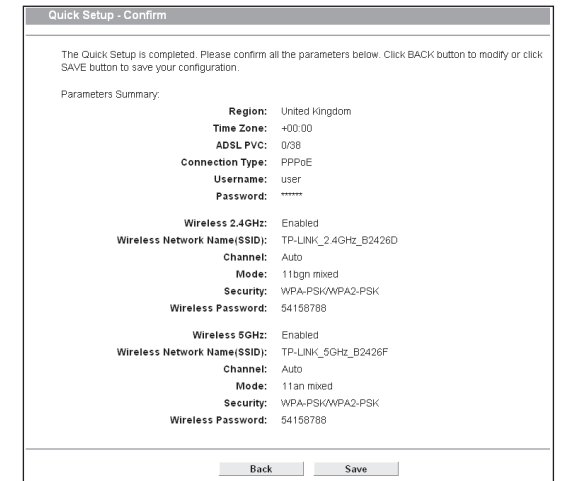 Quick Setup - Confirm
The Quick Setup is completed. Please confirm all the parameters below. Click BACK button to modify or click
SAVE button to save your configuration.
Parameters Summary:
Region: United Kingdom
Time Zone: +00:00
ADSL PVC: 0/38
Connection Type: PPPoE
Username: user
Password: ******
Wireless 2.4GHz: Enabled
Wireless Network Name(SSID): TP-LINK_2.4GHz_B2426D
Channel: Auto
Mode: 11bgn mixed
Security: WPA-PSK/WPA2-PSK
Wireless Password: 54158788
Wireless 5GHz: Enabled
Wireless Network Name(SSID): TP-LINK_5GHz_B2426F
Channel: Auto
Mode: 11an mixed
Security: WPA-PSK/WPA2-PSK
Wireless Password: 54158788
Back Save